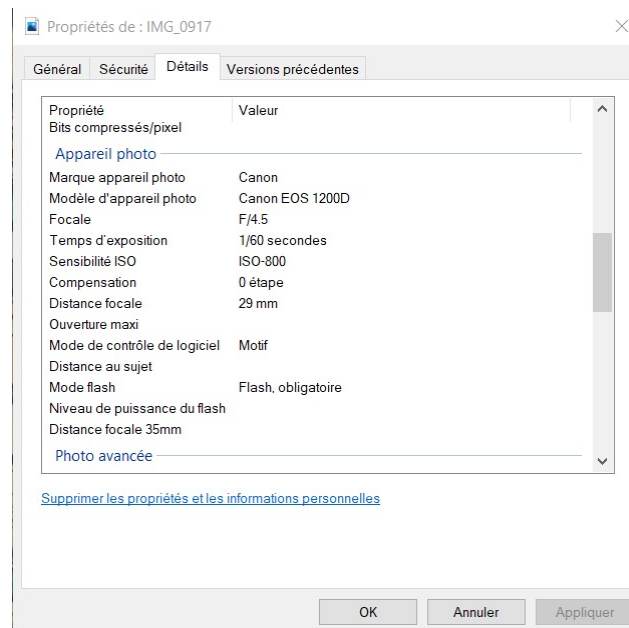 Propriétés de : IMG_0917
Général Sécurité Détails Versions précédentes
Propriété Valeur
Bits compressés/pixel
Appareil photo
Marque appareil photo Canon
Modèle d'appareil photo Canon EOS 1200D
Focale F/4.5
Temps d'exposition 1/60 secondes
Sensibilité ISO ISO-800
Compensation 0 étape
Distance focale 29 mm
Ouverture maxi
Mode de contrôle de logiciel Motif
Distance au sujet
Mode flash Flash, obligatoire
Niveau de puissance du flash
Distance focale 35mm
Photo avancée
Supprimer les propriétés et les informations personnelles
OK Annuler Appliquer